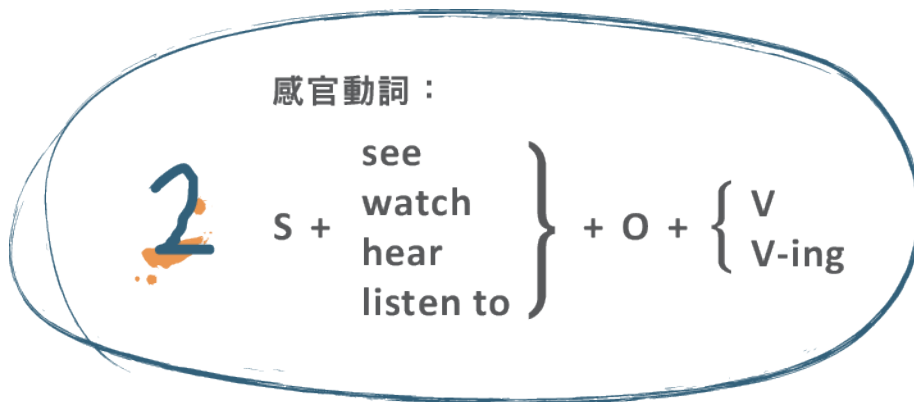 感官動詞：
2
S + see watch hear listen to } + O + { V V-ing